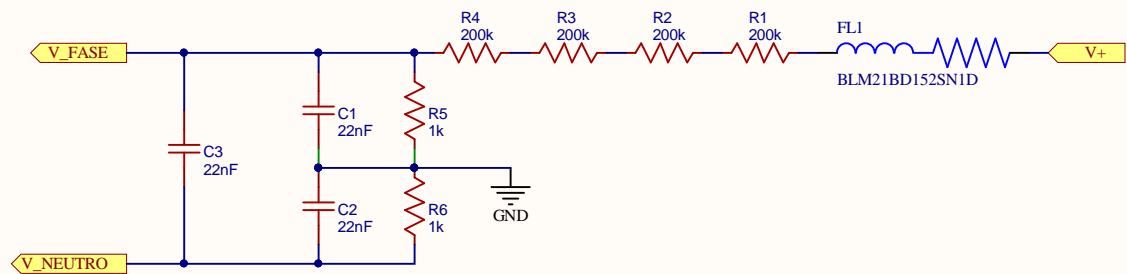 R4
200k
R3
200k
R2
200k
R1
200k
FL1
BLM21BD152SN1D
V_FASE
V+
C1
22nF
R5
1k
C3
22nF
GND
C2
22nF
R6
1k
V_NEUTRO